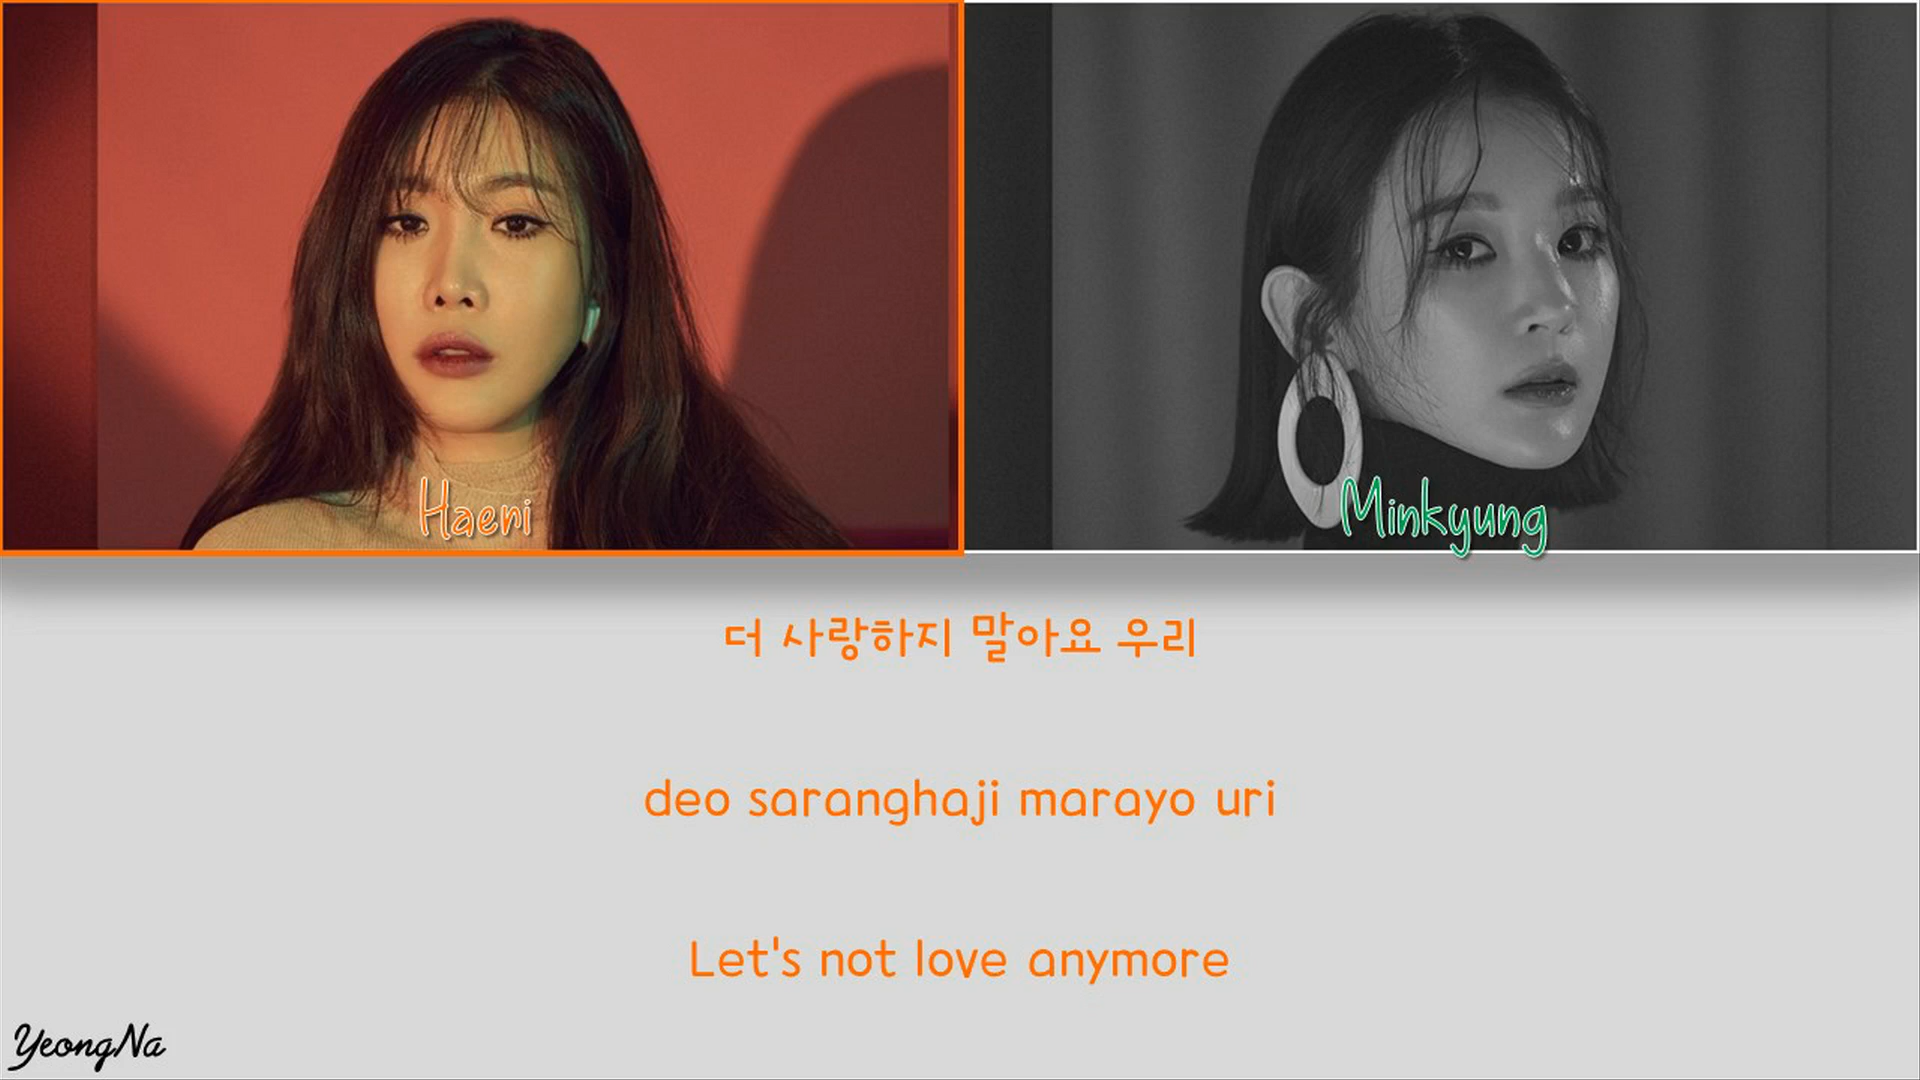 Haeri
Minkyung
더 사랑하지 말아요 우리
deo saranghaji marayo uri
Let's not love anymore
YeongNa